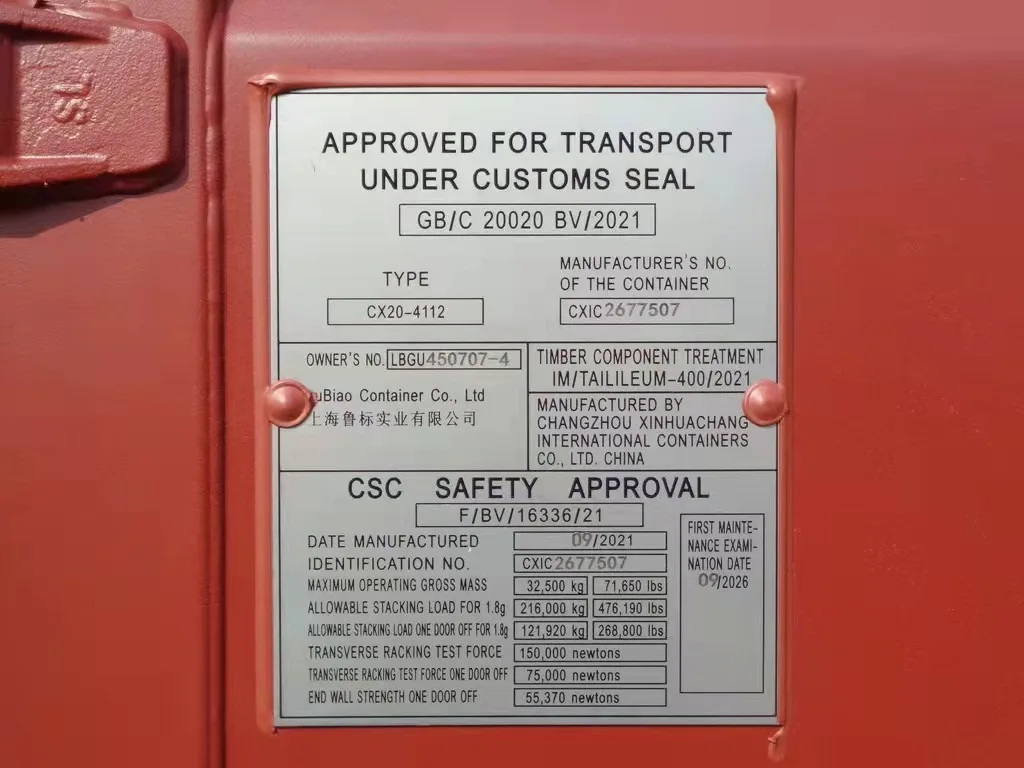 TS
APPROVED FOR TRANSPORT
UNDER CUSTOMS SEAL
GB/C 20020 BV/2021
TYPE
CX20-4112
MANUFACTURER'S NO.
OF THE CONTAINER
CXIC2677507
OWNER'S NO. LBGU450707-4
Container Co., Ltd
上海鲁标实业有限公司
TIMBER COMPONENT TREATMENT
IM/TAILILEUM-400/2021
MANUFACTURED BY
CHANGZHOU XINHUACHANG
INTERNATIONAL CONTAINERS
CO., LTD. CHINA
CSC SAFETY APPROVAL
F/BV/16336/21
DATE MANUFACTURED 09/2021
IDENTIFICATION NO. CXIC2677507
MAXIMUM OPERATING GROSS MASS 32,500 kg 71,650 lbs
ALLOWABLE STACKING LOAD FOR 1.8g 216,000 kg 476,190 lbs
ALLOWABLE STACKING LOAD ONE DOOR OFF FOR 1.8g 121,920 kg 268,800 lbs
TRANSVERSE RACKING TEST FORCE 150,000 newtons
TRANSVERSE RACKING TEST FORCE ONE DOOR OFF 75,000 newtons
END WALL STRENGTH ONE DOOR OFF 55,370 newtons
FIRST MAINTE-
NANCE EXAMI-
NATION DATE
09/2026